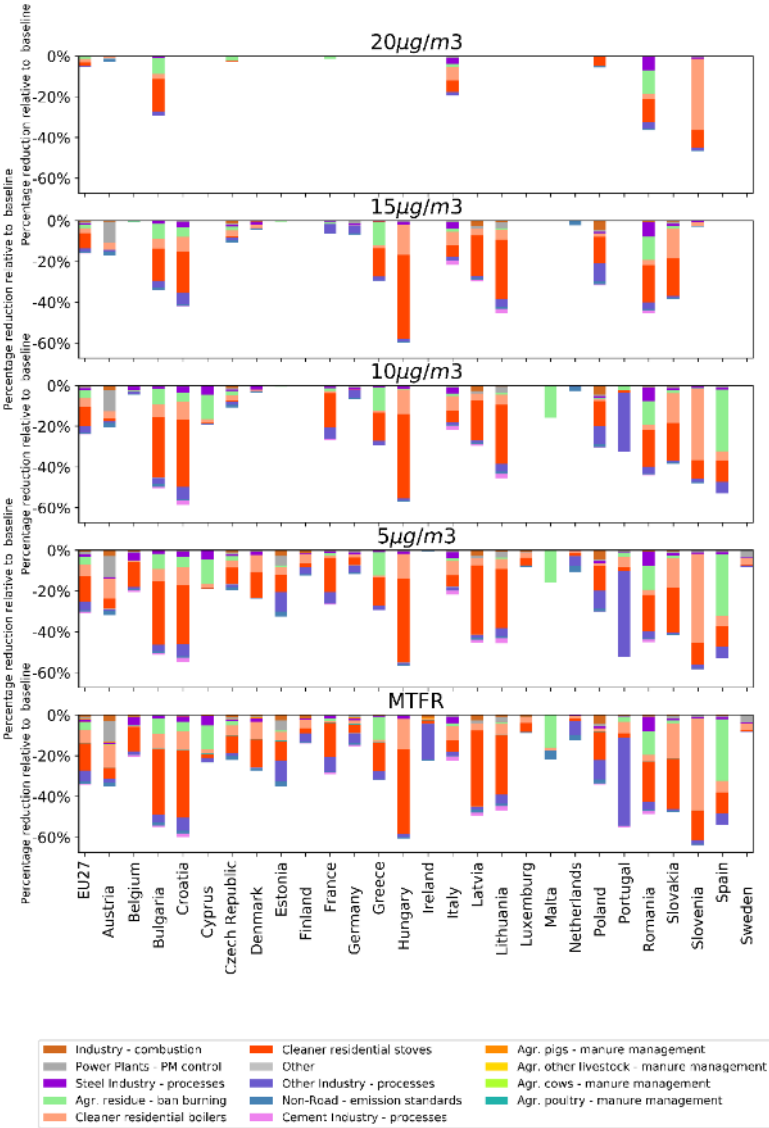 20μg/m3
Percentage reduction relative to baseline
0%
-20%
-40%
-60%
15μg/m3
Percentage reduction relative to baseline
0%
-20%
-40%
-60%
10μg/m3
Percentage reduction relative to baseline
0%
-20%
-40%
-60%
5μg/m3
Percentage reduction relative to baseline
0%
-20%
-40%
-60%
MTFR
Percentage reduction relative to baseline
0%
-20%
-40%
-60%
EU27
Austria
Belgium
Bulgaria
Croatia
Cyprus
Czech Republic
Denmark
Estonia
Finland
France
Germany
Greece
Hungary
Ireland
Italy
Latvia
Lithuania
Luxemburg
Malta
Netherlands
Poland
Portugal
Romania
Slovakia
Slovenia
Spain
Sweden
Industry - combustion
Power Plants - PM control
Steel Industry - processes
Agr. residue - ban burning
Cleaner residential boilers
Cleaner residential stoves
Other
Other Industry - processes
Non-Road - emission standards
Cement Industry - processes
Agr. pigs - manure management
Agr. other livestock - manure management
Agr. cows - manure management
Agr. poultry - manure management